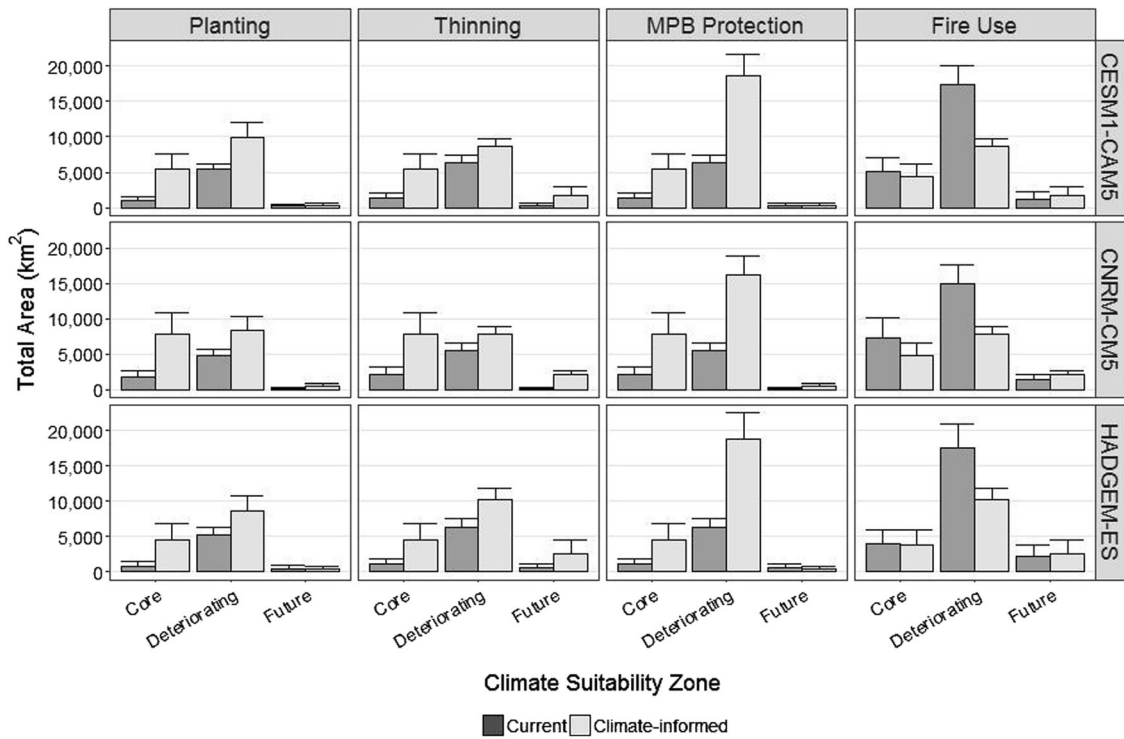 Planting Thinning MPB Protection Fire Use
Total Area (km²)
20,000
15,000
10,000
5,000
0
CESM1-CAM5
20,000
15,000
10,000
5,000
0
CNRM-CM5
20,000
15,000
10,000
5,000
0
HADGEM-ES
Core Deteriorating Future Core Deteriorating Future Core Deteriorating Future Core Deteriorating Future
Climate Suitability Zone
Current Climate-informed